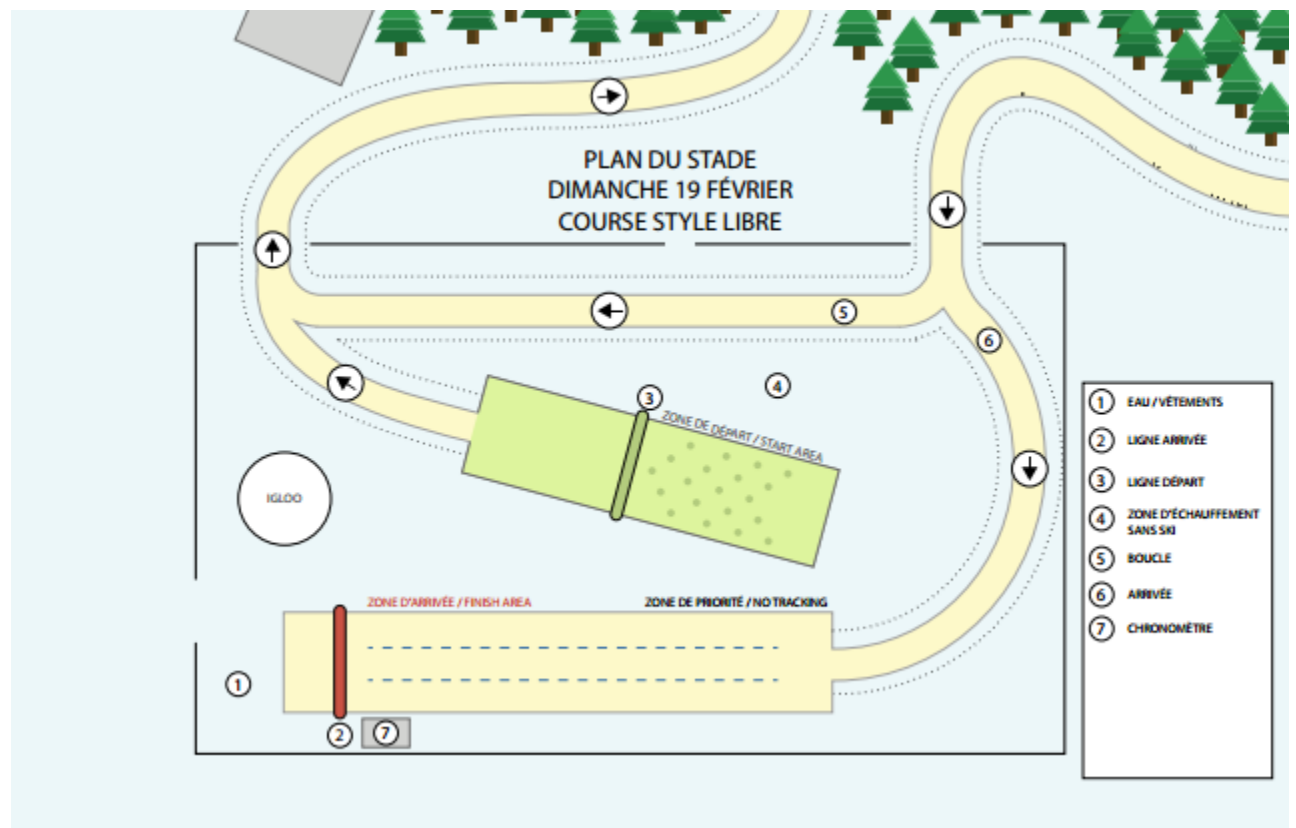 PLAN DU STADE
DIMANCHE 19 FÉVRIER
COURSE STYLE LIBRE
5
6
4
3
ZONE DE DÉPART / START AREA
IGLOO
ZONE D'ARRIVÉE / FINISH AREA
ZONE DE PRIORITÉ / NO TRACKING
1
2
7
1 EAU / VÊTEMENTS
2 LIGNE ARRIVÉE
3 LIGNE DÉPART
4 ZONE D'ÉCHAUFFEMENT
SANS SKI
5 BOUCLE
6 ARRIVÉE
7 CHRONOMÈTRE